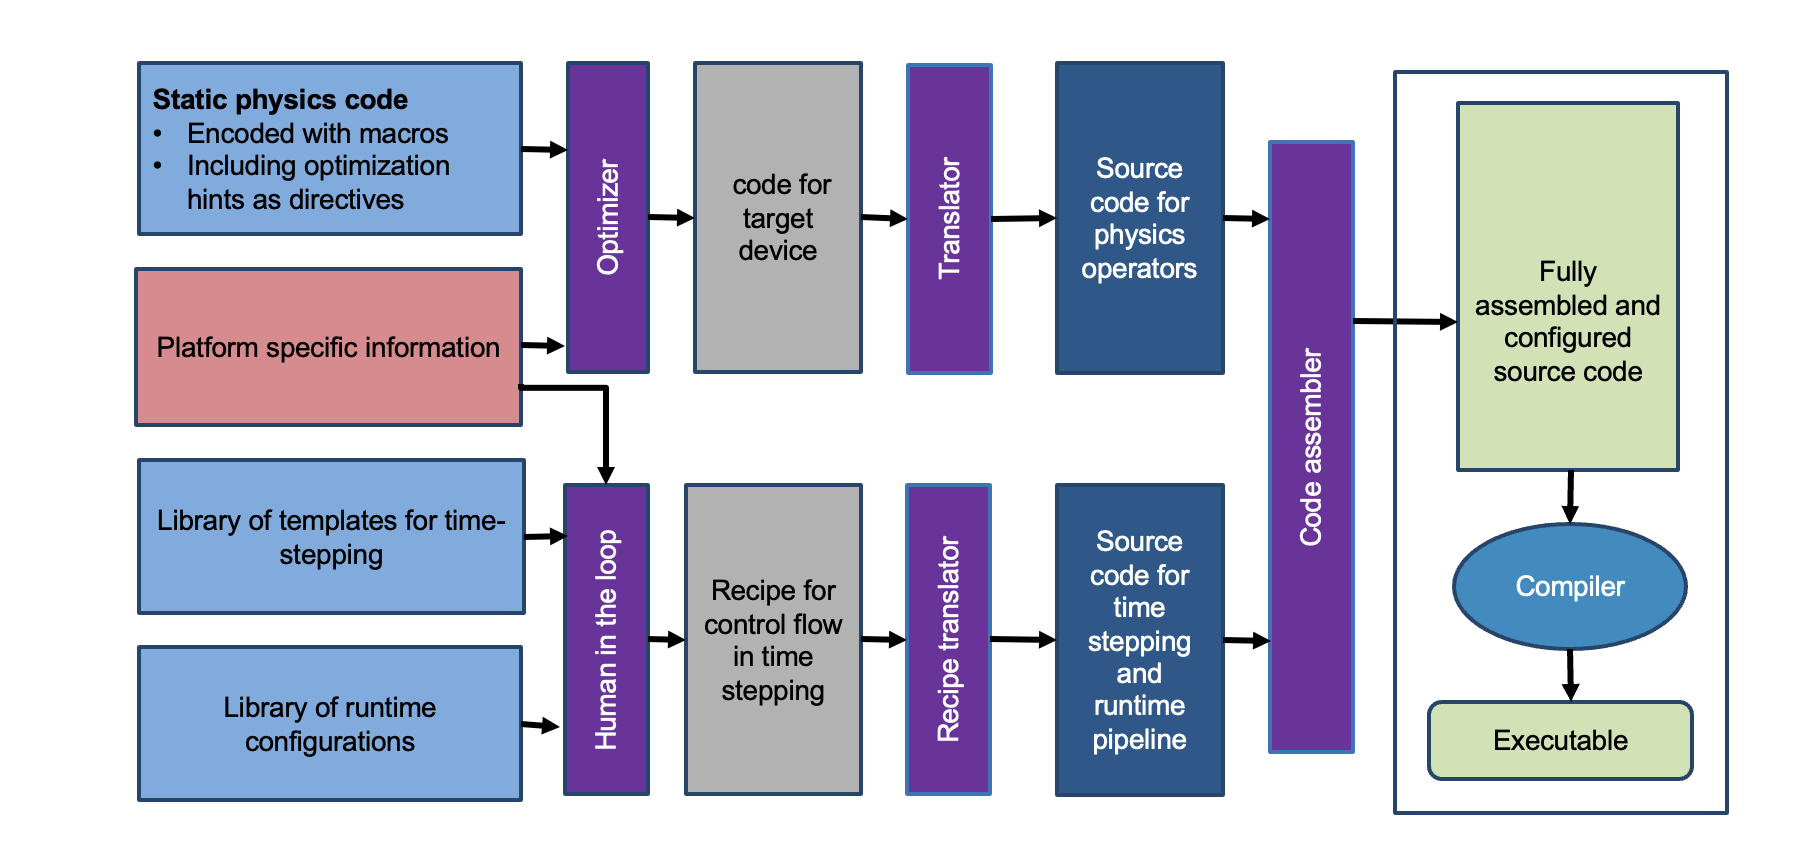 Static physics code
• Encoded with macros
• Including optimization
hints as directives
Optimizer
code for
target
device
Translator
Source
code for
physics
operators
Platform specific information
Library of templates for time-
stepping
Library of runtime
configurations
Human in the loop
Recipe for
control flow
in time
stepping
Recipe translator
Source
code for
time
stepping
and
runtime
pipeline
Code assembler
Fully
assembled and
configured
source code
Compiler
Executable